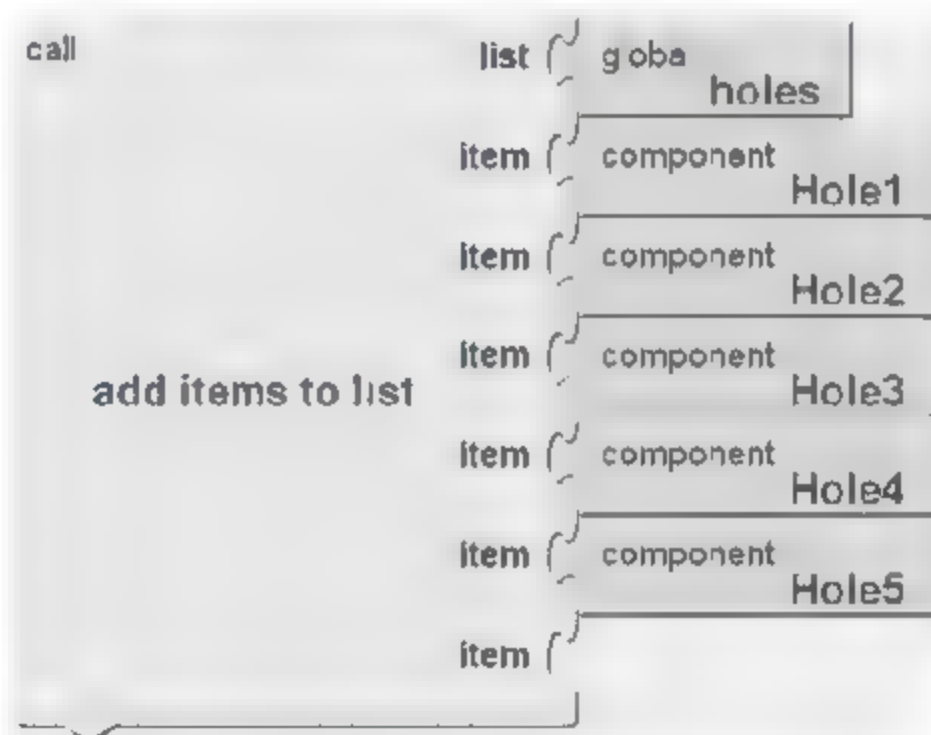 call
list global
holes
item component
Hole1
item component
Hole2
item component
Hole3
add items to list
item component
Hole4
item component
Hole5
item